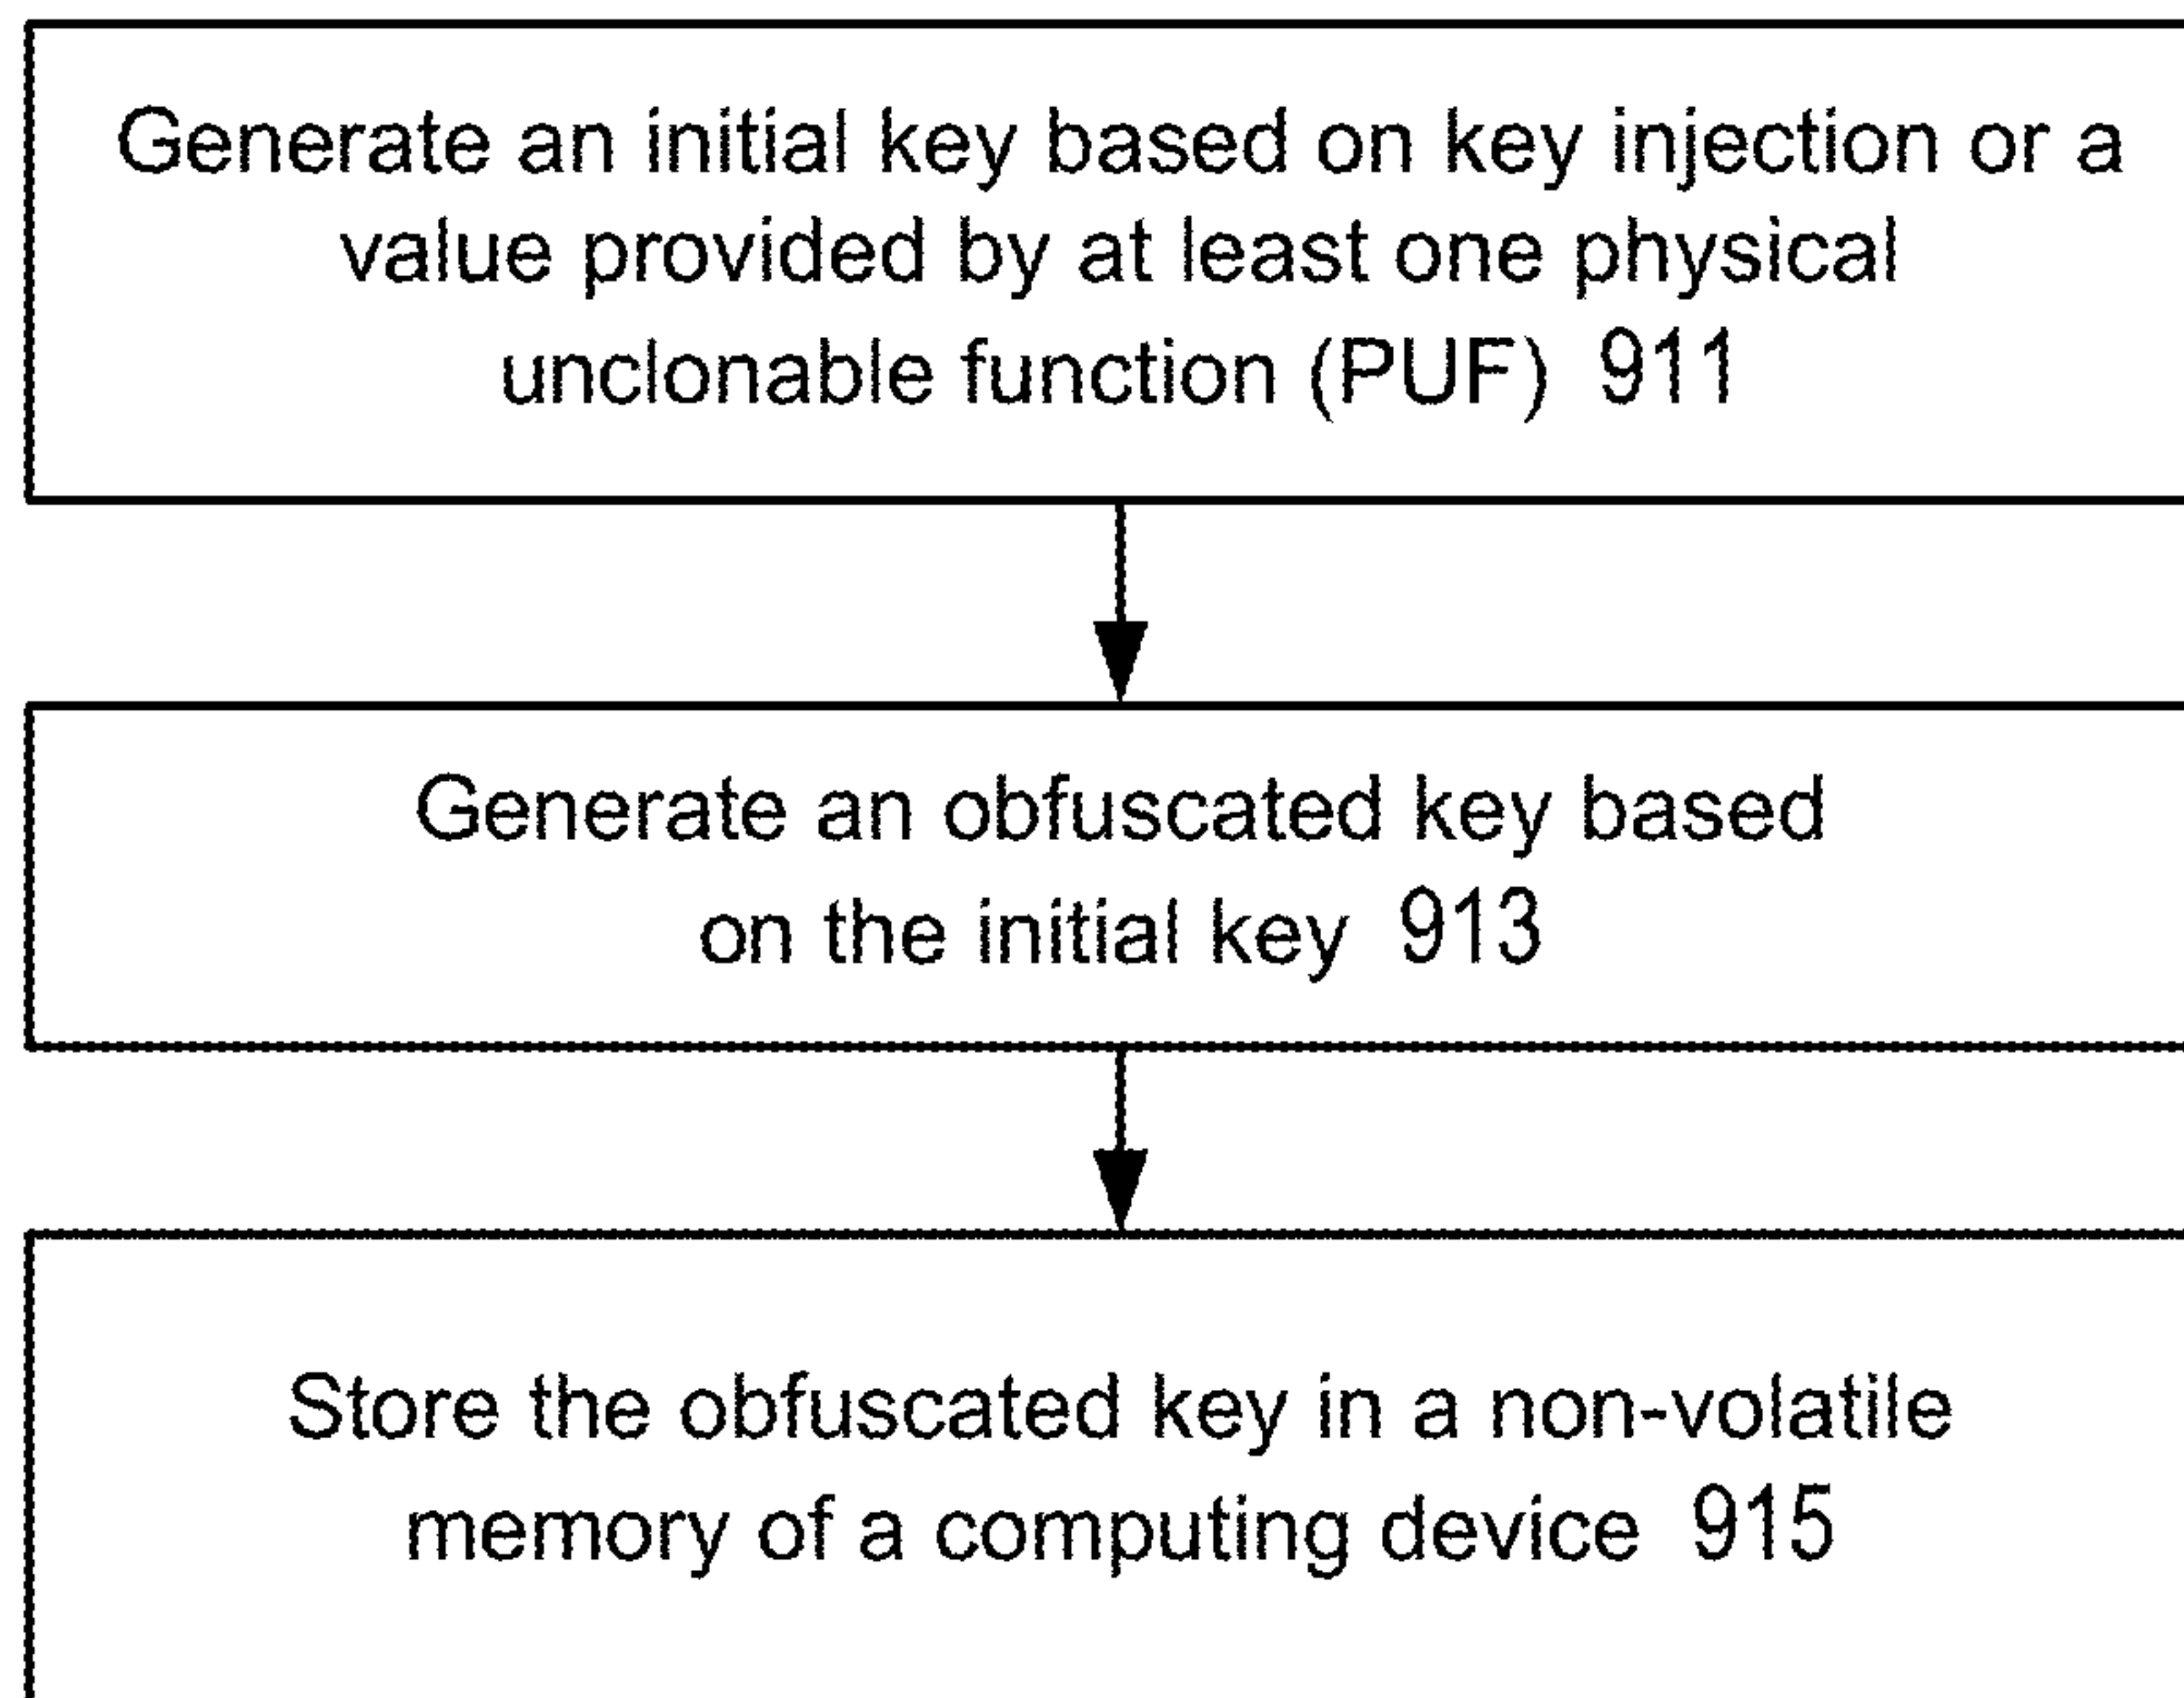 Generate an initial key based on key injection or a
value provided by at least one physical
unclonable function (PUF) 911
Generate an obfuscated key based
on the initial key 913
Store the obfuscated key in a non-volatile
memory of a computing device 915